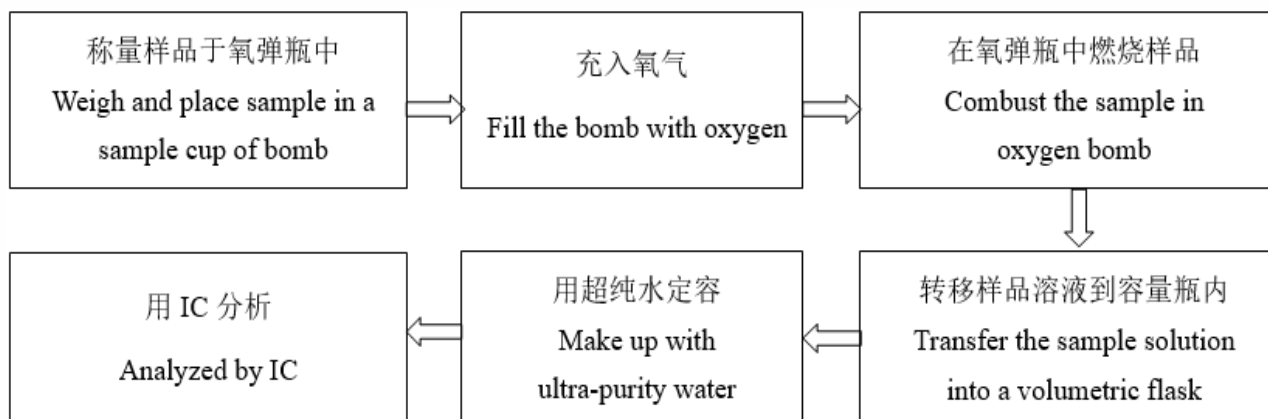 称量样品于氧弹瓶中
Weigh and place sample in a
sample cup of bomb
充入氧气
Fill the bomb with oxygen
在氧弹瓶中燃烧样品
Combust the sample in
oxygen bomb
转移样品溶液到容量瓶内
Transfer the sample solution
into a volumetric flask
用超纯水定容
Make up with
ultra-purity water
用 IC 分析
Analyzed by IC